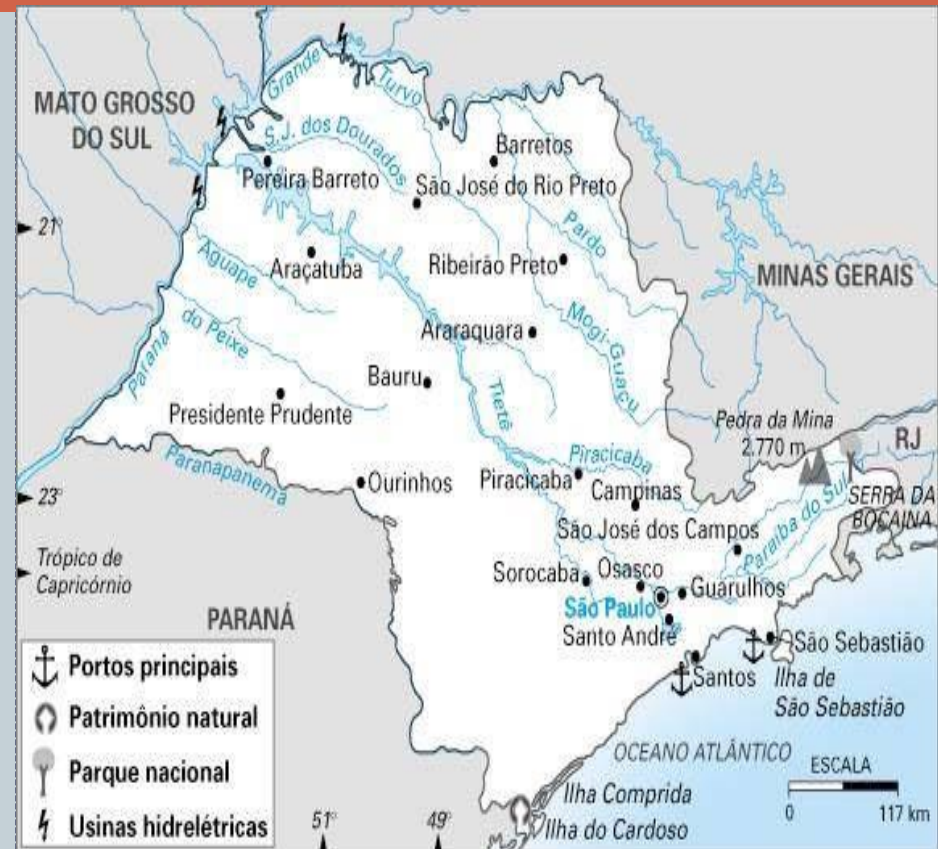 Grande
Turvo
MATO GROSSO
DO SUL
S.J. dos Dourados
Barretos
Pereira Barreto
São José do Rio Preto
21°
Pardo
Aguape
Araçatuba
Ribeirão Preto
MINAS GERAIS
do Peixe
Mogi-Guaçu
Araraquara
Paraná
Bauru
Tietê
Presidente Prudente
Pedra da Mina
2.770 m
RJ
Paranapanema
Piracicaba
Ourinhos
Piracicaba
Campinas
23°
SERRA DA
BOCAINA
São José dos Campos
Paraíba do Sul
Trópico de
Capricórnio
Sorocaba
Osasco
Guarulhos
São Paulo
PARANÁ
Santo André
São Sebastião
Santos
Ilha de
São Sebastião
Portos principais
Patrimônio natural
Parque nacional
Usinas hidrelétricas
OCEANO ATLÂNTICO
ESCALA
0 117 km
Ilha Comprida
Ilha do Cardoso
51°
49°